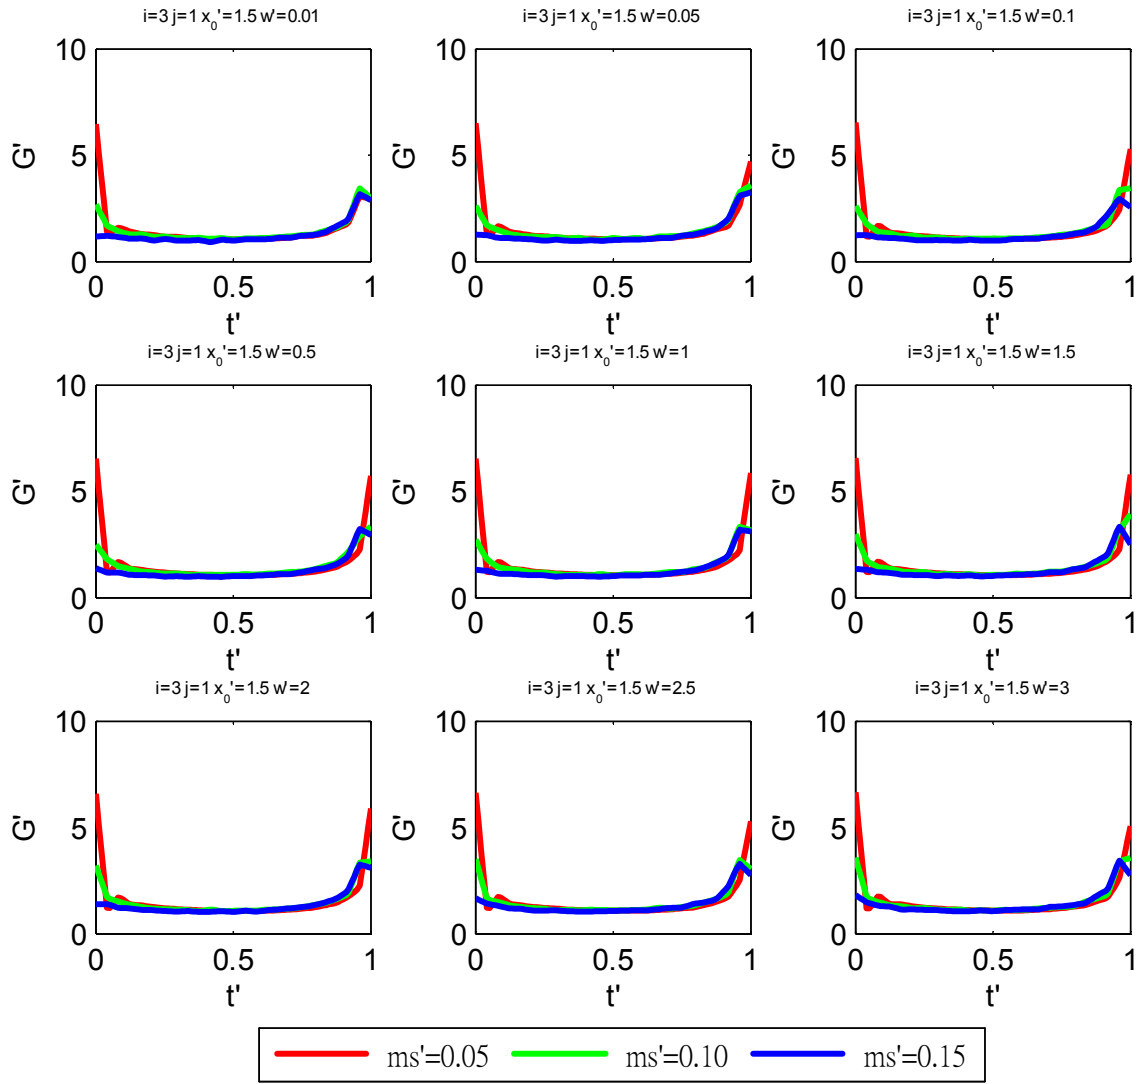 i=3 j=1 x₀'=1.5 w'=0.01
i=3 j=1 x₀'=1.5 w'=0.05
i=3 j=1 x₀'=1.5 w'=0.1
10
5
0
G'
0 0.5 1
t'
10
5
0
G'
0 0.5 1
t'
10
5
0
G'
0 0.5 1
t'
i=3 j=1 x₀'=1.5 w'=0.5
i=3 j=1 x₀'=1.5 w'=1
i=3 j=1 x₀'=1.5 w'=1.5
10
5
0
G'
0 0.5 1
t'
10
5
0
G'
0 0.5 1
t'
10
5
0
G'
0 0.5 1
t'
i=3 j=1 x₀'=1.5 w'=2
i=3 j=1 x₀'=1.5 w'=2.5
i=3 j=1 x₀'=1.5 w'=3
10
5
0
G'
0 0.5 1
t'
10
5
0
G'
0 0.5 1
t'
10
5
0
G'
0 0.5 1
t'
ms'=0.05 ms'=0.10 ms'=0.15